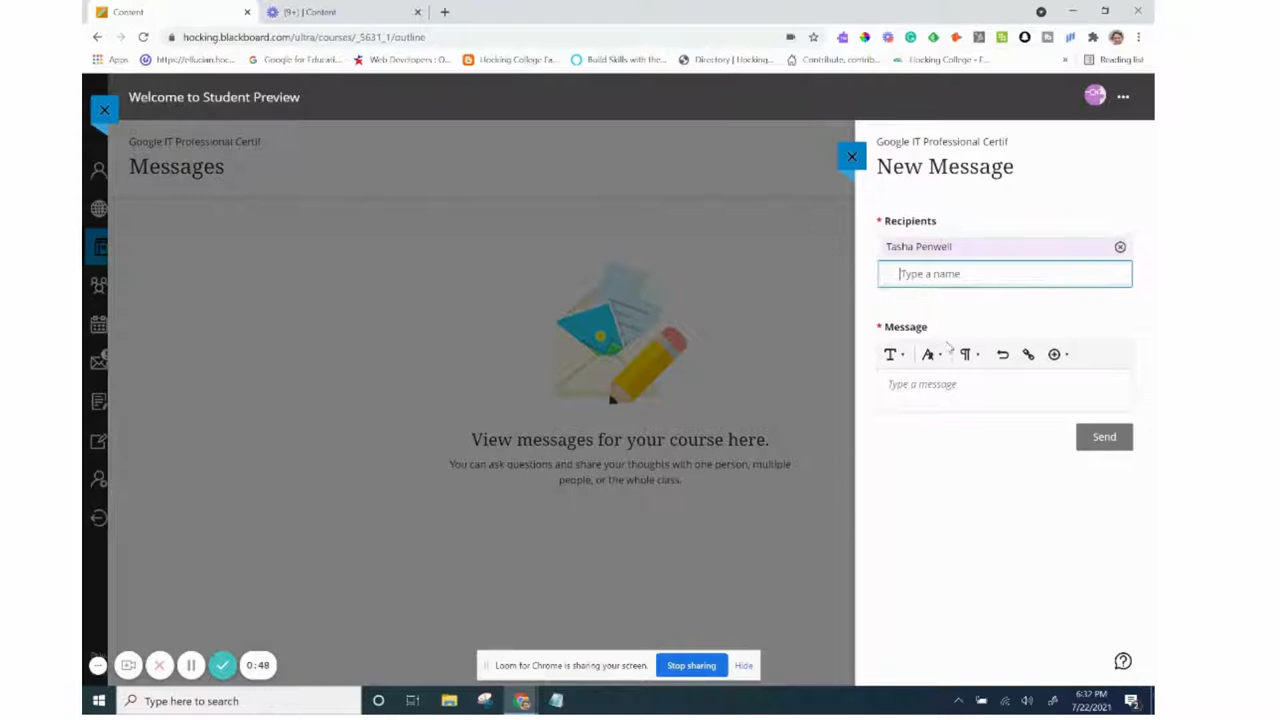 Content
[9+] | Content
hocking.blackboard.com/ultra/courses/_5631_1/outline
Apps
https://ellucian.hoc...
Google for Educati...
Web Developers : O...
Hocking College Fa...
Build Skills with the...
Directory | Hocking...
Contribute, contrib...
Hocking College - F...
»
Reading list
Welcome to Student Preview
Google IT Professional Certif
Messages
View messages for your course here.
You can ask questions and share your thoughts with one person, multiple
people, or the whole class.
Google IT Professional Certif
New Message
* Recipients
Tasha Penwell
Type a name
* Message
Type a message
Send
0:48
Loom for Chrome is sharing your screen.
Stop sharing
Hide
Type here to search
6:32 PM
7/22/2021